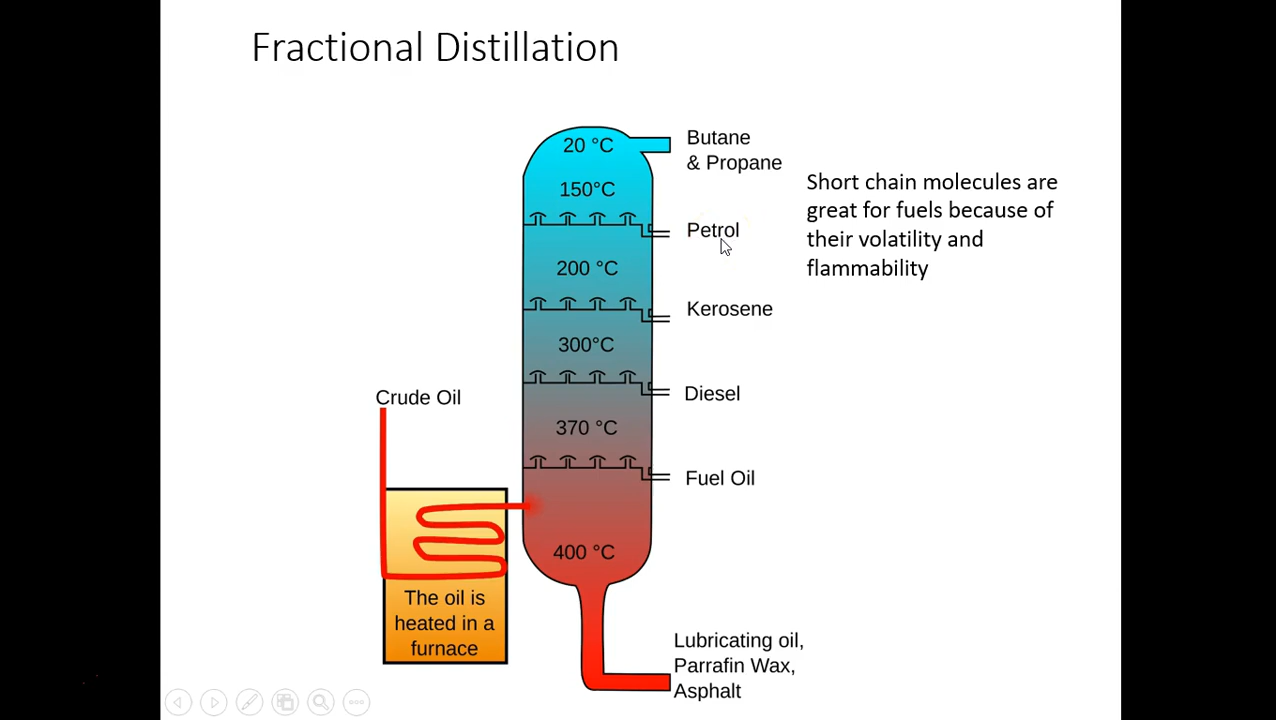 Fractional Distillation
20 °C
Butane
& Propane
150°C
Short chain molecules are
great for fuels because of
their volatility and
flammability
Petrol
200 °C
Kerosene
300°C
Diesel
Crude Oil
370 °C
Fuel Oil
400 °C
The oil is
heated in a
furnace
Lubricating oil,
Parrafin Wax,
Asphalt